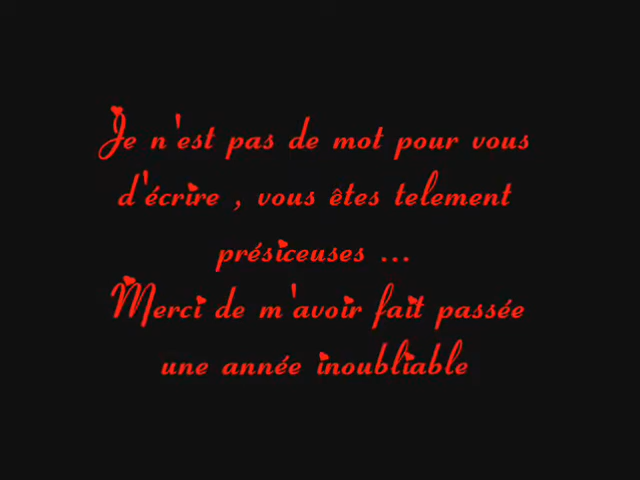 Je n'est pas de mot pour vous
d'écrire , vous êtes telement
présiceuses ...
Merci de m'avoir fait passée
une année inoubliable